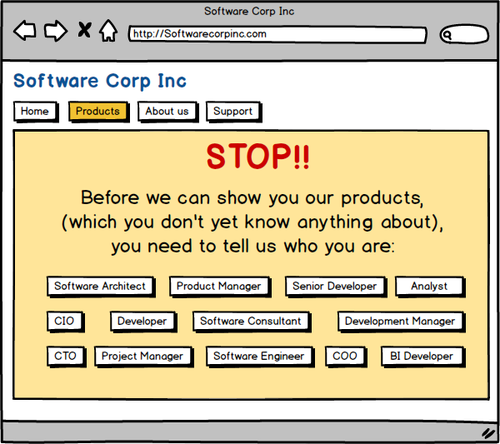 Software Corp Inc
http://Softwarecorpinc.com
Software Corp Inc
Home Products About us Support
STOP!!
Before we can show you our products,
(which you don't yet know anything about),
you need to tell us who you are:
Software Architect Product Manager Senior Developer Analyst
CIO Developer Software Consultant Development Manager
CTO Project Manager Software Engineer COO BI Developer